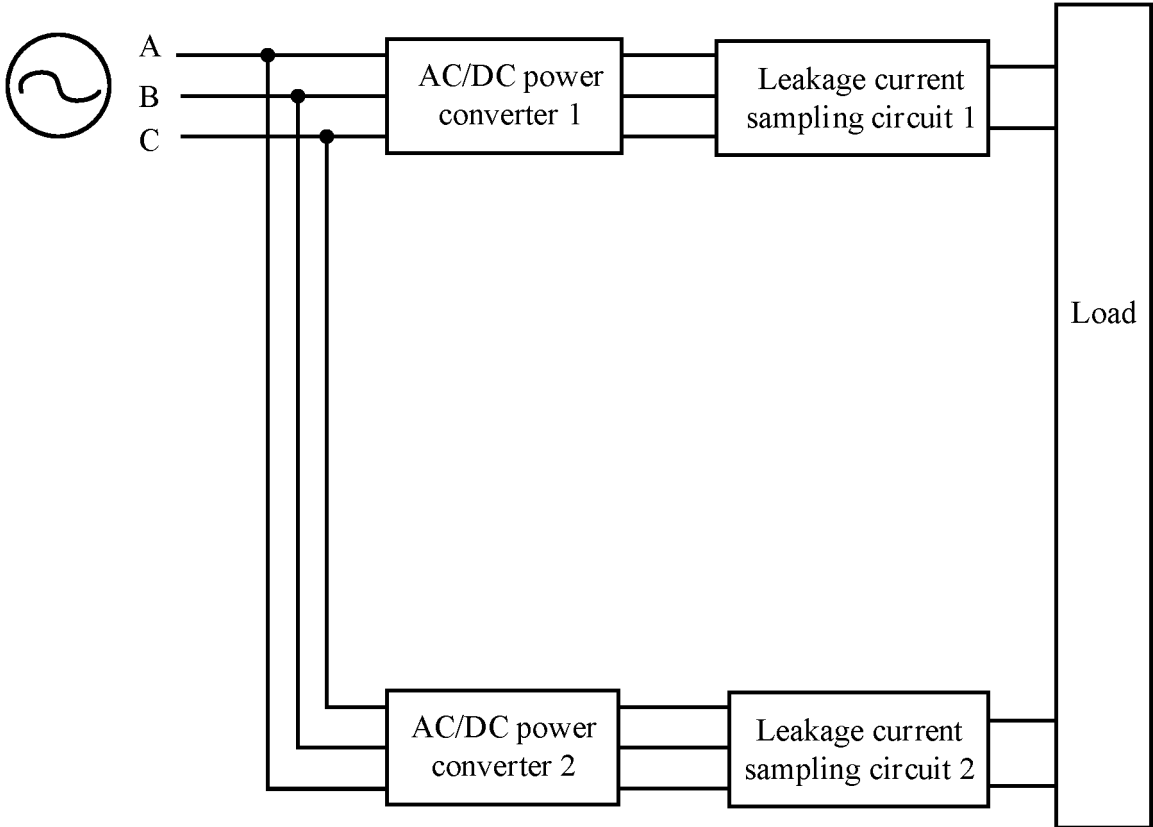 A
B
C
AC/DC power
converter 1
Leakage current
sampling circuit 1
Load
AC/DC power
converter 2
Leakage current
sampling circuit 2